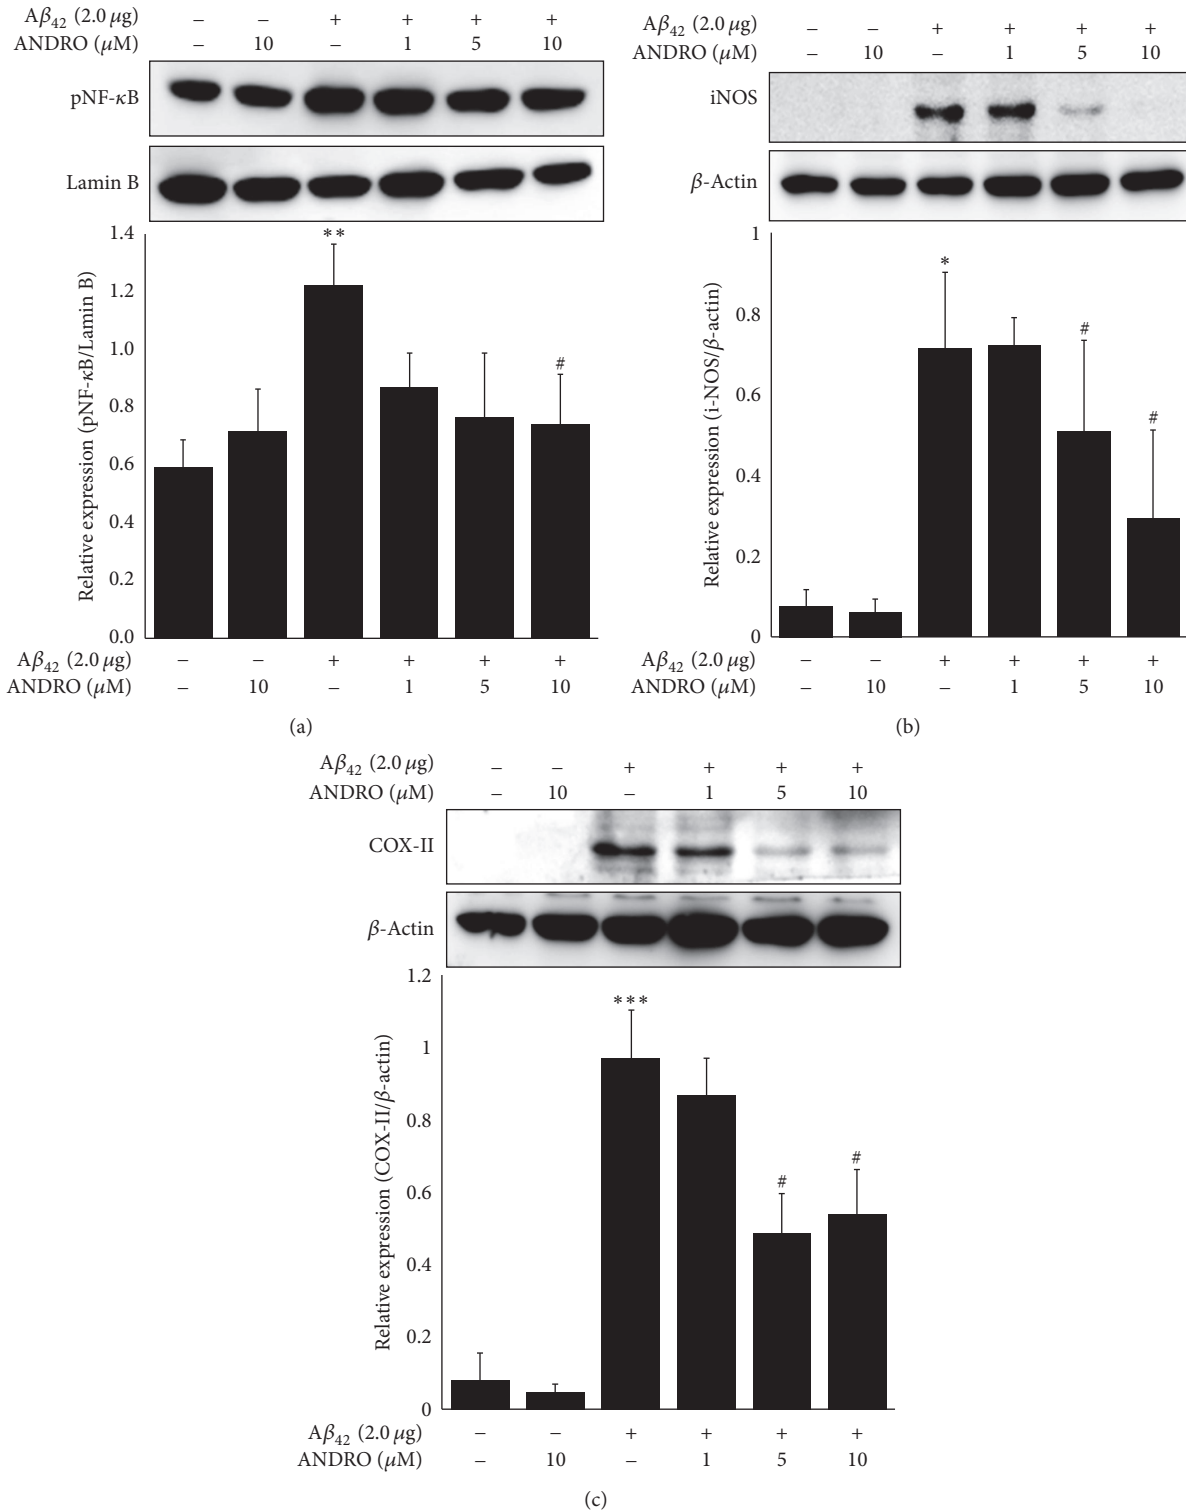 Aβ42 (2.0 μg) – – + + + +
ANDRO (μM) – 10 – 1 5 10
pNF-κB
Lamin B
Relative expression (pNF-κB/Lamin B)
1.4
1.2
1.0
0.8
0.6
0.4
0.2
0.0
**
#
Aβ42 (2.0 μg) – – + + + +
ANDRO (μM) – 10 – 1 5 10
(a)
Aβ42 (2.0 μg) – – + + + +
ANDRO (μM) – 10 – 1 5 10
iNOS
β-Actin
Relative expression (i-NOS/β-actin)
1
0.8
0.6
0.4
0.2
0
*
#
#
Aβ42 (2.0 μg) – – + + + +
ANDRO (μM) – 10 – 1 5 10
(b)
Aβ42 (2.0 μg) – – + + + +
ANDRO (μM) – 10 – 1 5 10
COX-II
β-Actin
Relative expression (COX-II/β-actin)
1.2
1
0.8
0.6
0.4
0.2
0
***
#
#
Aβ42 (2.0 μg) – – + + + +
ANDRO (μM) – 10 – 1 5 10
(c)